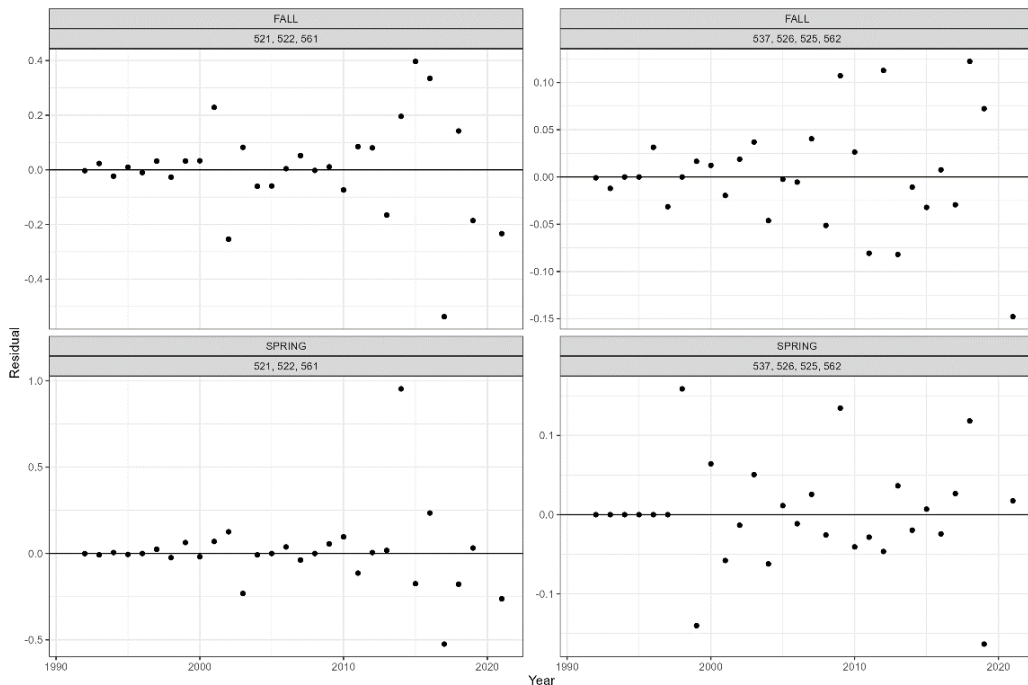 FALL
521, 522, 561
0.4
0.2
0.0
-0.2
-0.4
FALL
537, 526, 525, 562
0.10
0.05
0.00
-0.05
-0.10
-0.15
SPRING
521, 522, 561
1.0
0.5
0.0
-0.5
1990
2000
2010
2020
SPRING
537, 526, 525, 562
0.1
0.0
-0.1
1990
2000
2010
2020
Residual
Year